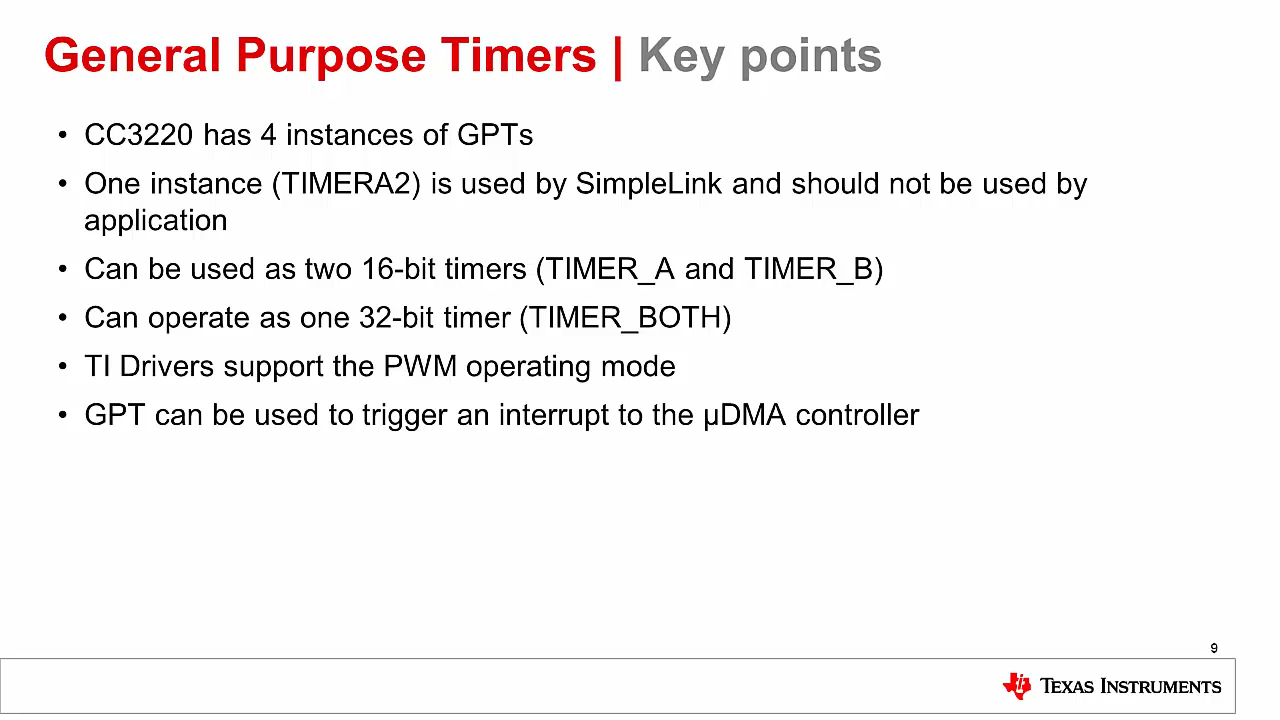 General Purpose Timers | Key points
• CC3220 has 4 instances of GPTs
• One instance (TIMERA2) is used by SimpleLink and should not be used by
application
• Can be used as two 16-bit timers (TIMER_A and TIMER_B)
• Can operate as one 32-bit timer (TIMER_BOTH)
• TI Drivers support the PWM operating mode
• GPT can be used to trigger an interrupt to the µDMA controller
9
TEXAS INSTRUMENTS